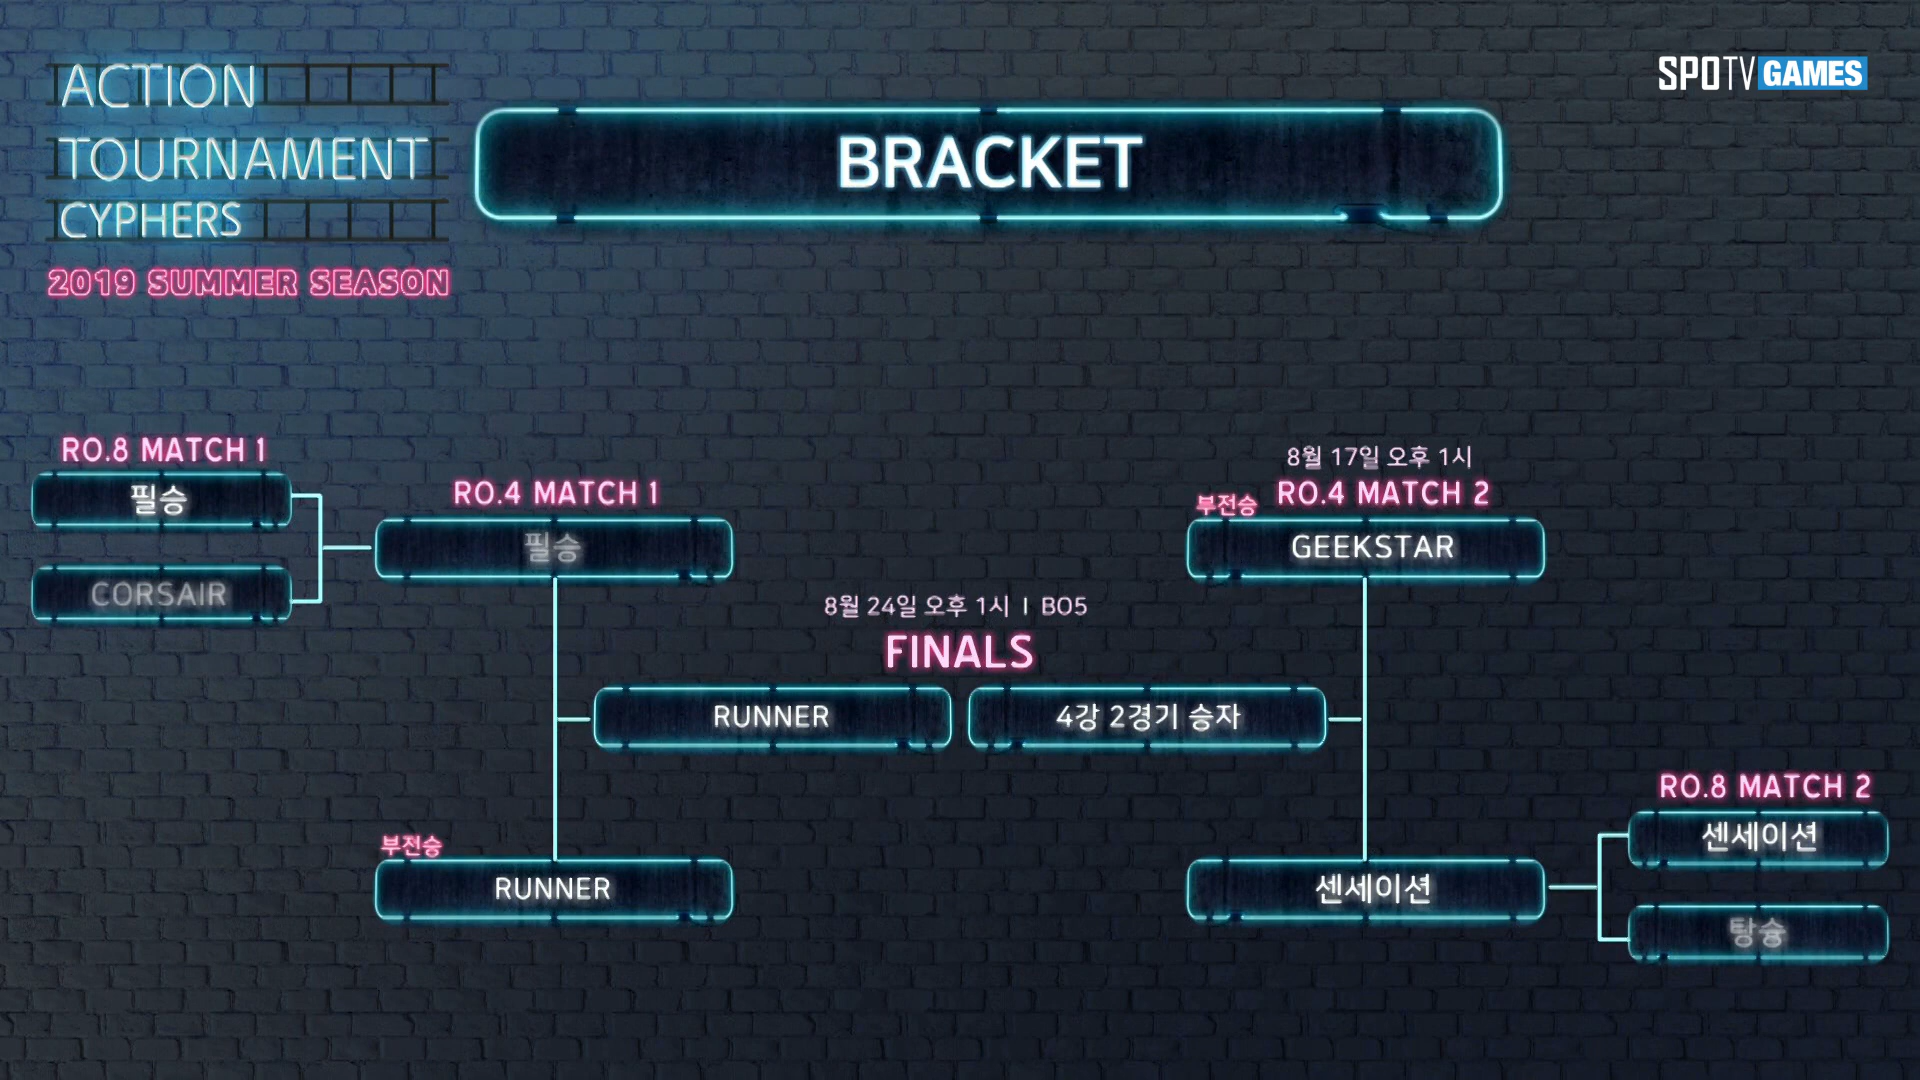 ACTION
TOURNAMENT
CYPHERS
2019 SUMMER SEASON
SPOTV GAMES
BRACKET
RO.8 MATCH 1
필승
CORSAIR
RO.4 MATCH 1
필승
부전승
RUNNER
8월 24일 오후 1시 | BO5
FINALS
RUNNER
4강 2경기 승자
8월 17일 오후 1시
부전승
RO.4 MATCH 2
GEEKSTAR
센세이션
RO.8 MATCH 2
센세이션
탕슝